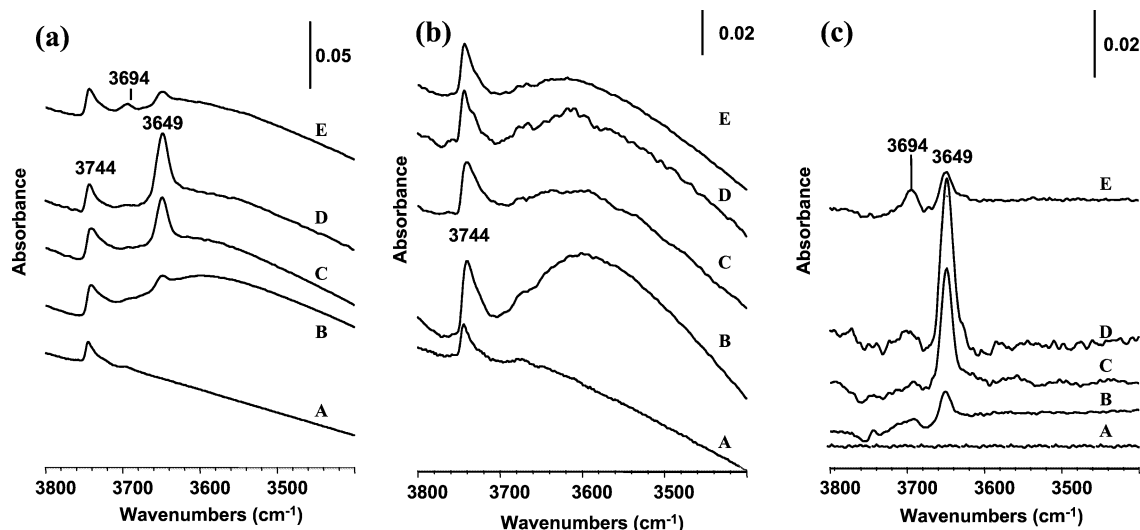 (a)
0.05
3694
3649
3744
E
D
C
B
A
Absorbance
3800 3700 3600 3500
Wavenumbers (cm-1)
(b)
0.02
3744
E
D
C
B
A
Absorbance
3800 3700 3600 3500
Wavenumbers (cm-1)
(c)
0.02
3694
3649
E
D
C
B
A
Absorbance
3800 3700 3600 3500
Wavenumbers (cm-1)